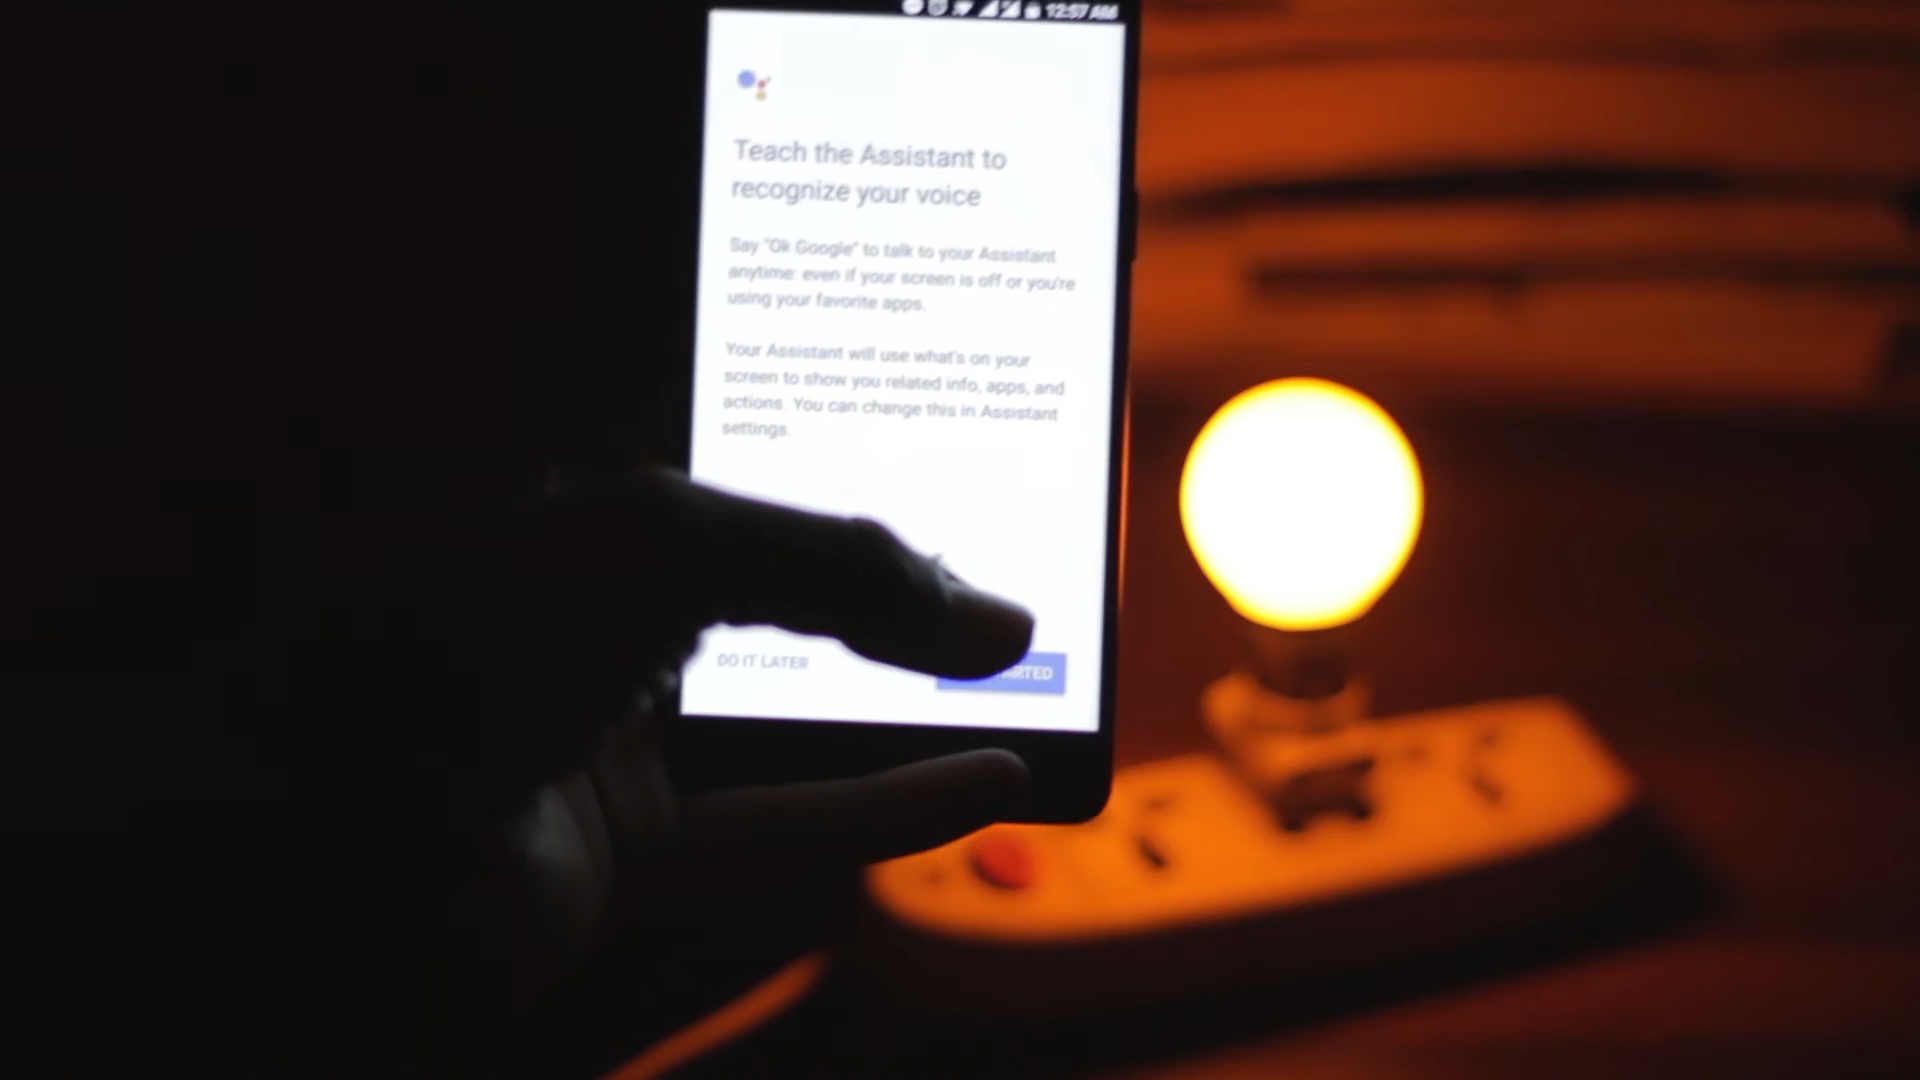 12:57 AM
Teach the Assistant to
recognize your voice
Say "Ok Google" to talk to your Assistant
anytime: even if your screen is off or you're
using your favorite apps.
Your Assistant will use what's on your
screen to show you related info, apps, and
actions. You can change this in Assistant
settings.
DO IT LATER